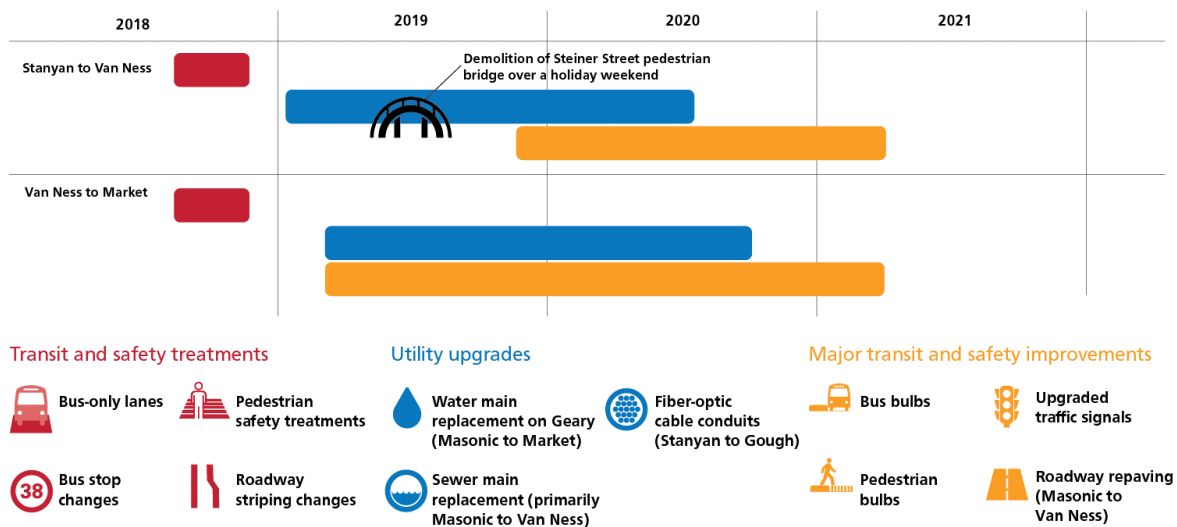 2018
2019
2020
2021
Stanyan to Van Ness
Demolition of Steiner Street pedestrian
bridge over a holiday weekend
Van Ness to Market
Transit and safety treatments
Bus-only lanes
Pedestrian
safety treatments
38
Bus stop
changes
Roadway
striping changes
Utility upgrades
Water main
replacement on Geary
(Masonic to Market)
Fiber-optic
cable conduits
(Stanyan to Gough)
Sewer main
replacement (primarily
Masonic to Van Ness)
Major transit and safety improvements
Bus bulbs
Upgraded
traffic signals
Pedestrian
bulbs
Roadway repaving
(Masonic to
Van Ness)